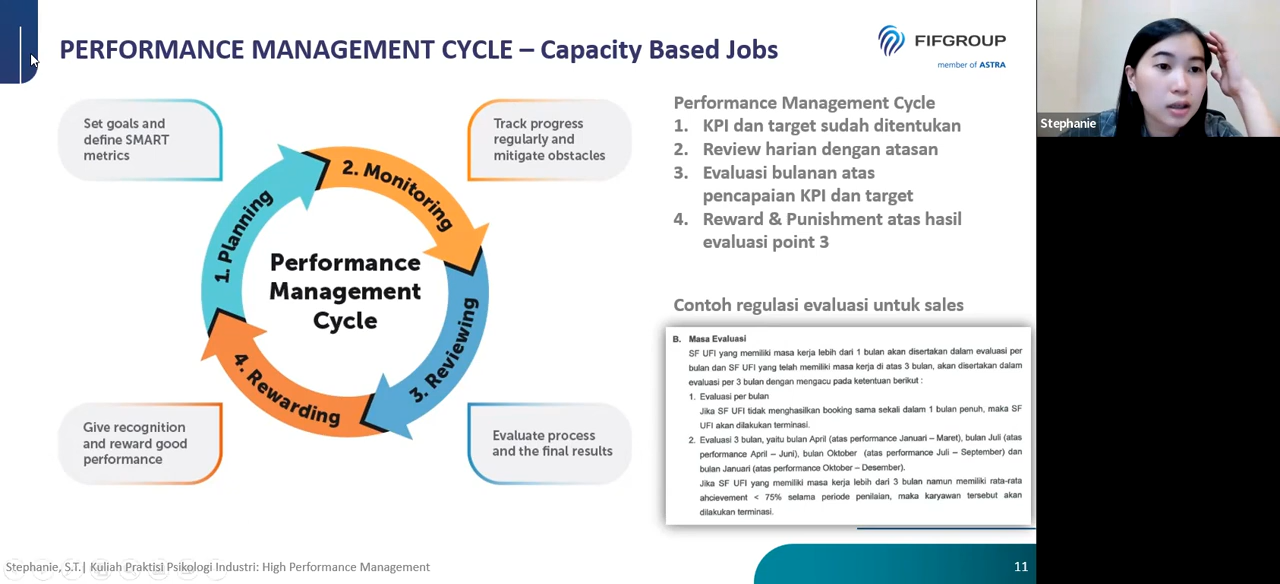 PERFORMANCE MANAGEMENT CYCLE – Capacity Based Jobs
FIFGROUP
member of ASTRA
Stephanie
Set goals and
define SMART
metrics
Track progress
regularly and
mitigate obstacles
1. Planning
2. Monitoring
3. Reviewing
4. Rewarding
Performance
Management
Cycle
Give recognition
and reward good
performance
Evaluate process
and the final results
Performance Management Cycle
1. KPI dan target sudah ditentukan
2. Review harian dengan atasan
3. Evaluasi bulanan atas
pencapaian KPI dan target
4. Reward & Punishment atas hasil
evaluasi point 3
Contoh regulasi evaluasi untuk sales
B. Masa Evaluasi
SF UFI yang memiliki masa kerja lebih dari 1 bulan akan disertakan dalam evaluasi per
bulan dan SF UFI yang telah memiliki masa kerja di atas 3 bulan, akan disertakan dalam
evaluasi per 3 bulan dengan mengacu pada ketentuan berikut :
1. Evaluasi per bulan
Jika SF UFI tidak menghasilkan booking sama sekali dalam 1 bulan penuh, maka SF
UFI akan dilakukan terminasi.
2. Evaluasi 3 bulan, yaitu bulan April (atas performance Januari – Maret), bulan Juli (atas
performance April – Juni), bulan Oktober (atas performance Juli – September) dan
bulan Januari (atas performance Oktober – Desember).
Jika SF UFI yang memiliki masa kerja lebih dari 3 bulan namun memiliki rata-rata
ahcievement < 75% selama periode penilaian, maka karyawan tersebut akan
dilakukan terminasi.
Stephanie, S.T.| Kuliah Praktisi Psikologi Industri: High Performance Management
11